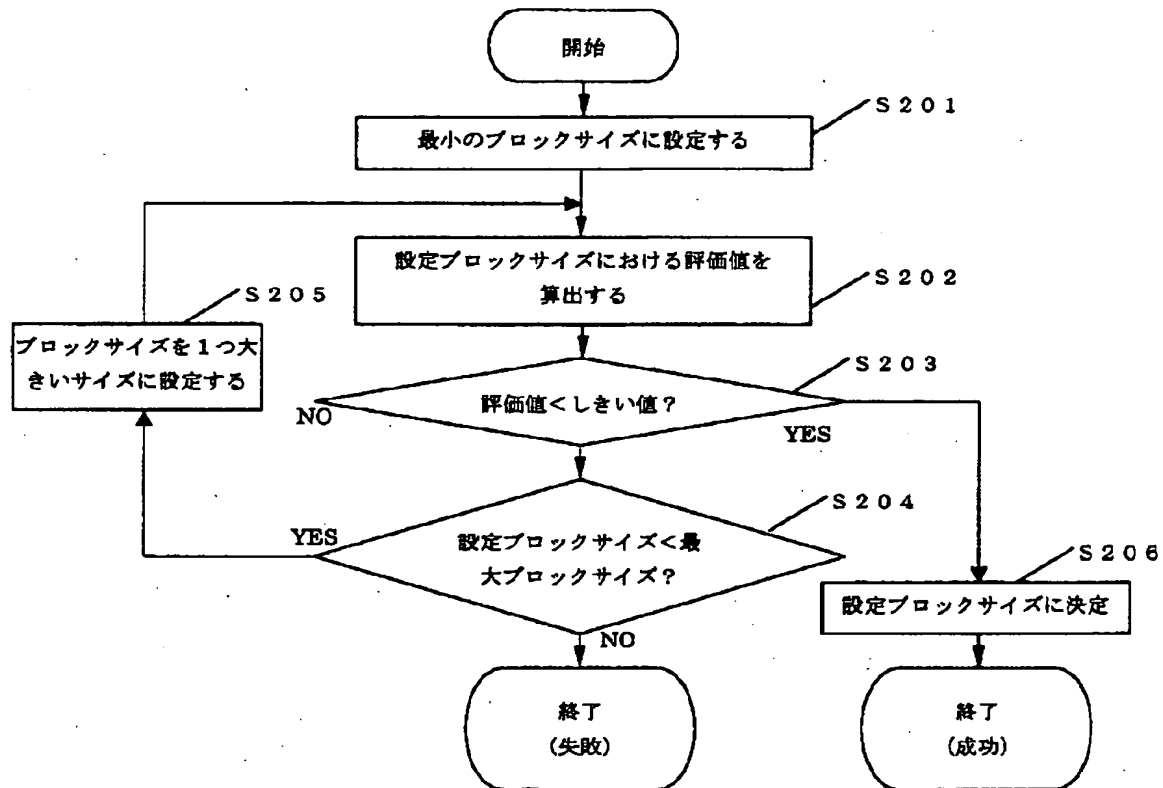 開始
S201
最小のブロックサイズに設定する
設定ブロックサイズにおける評価値を
算出する
S202
S205
ブロックサイズを1つ大
きいサイズに設定する
S203
評価値<しきい値?
NO
YES
S204
YES
設定ブロックサイズ<最
大ブロックサイズ?
NO
S206
設定ブロックサイズに決定
終了
(失敗)
終了
(成功)